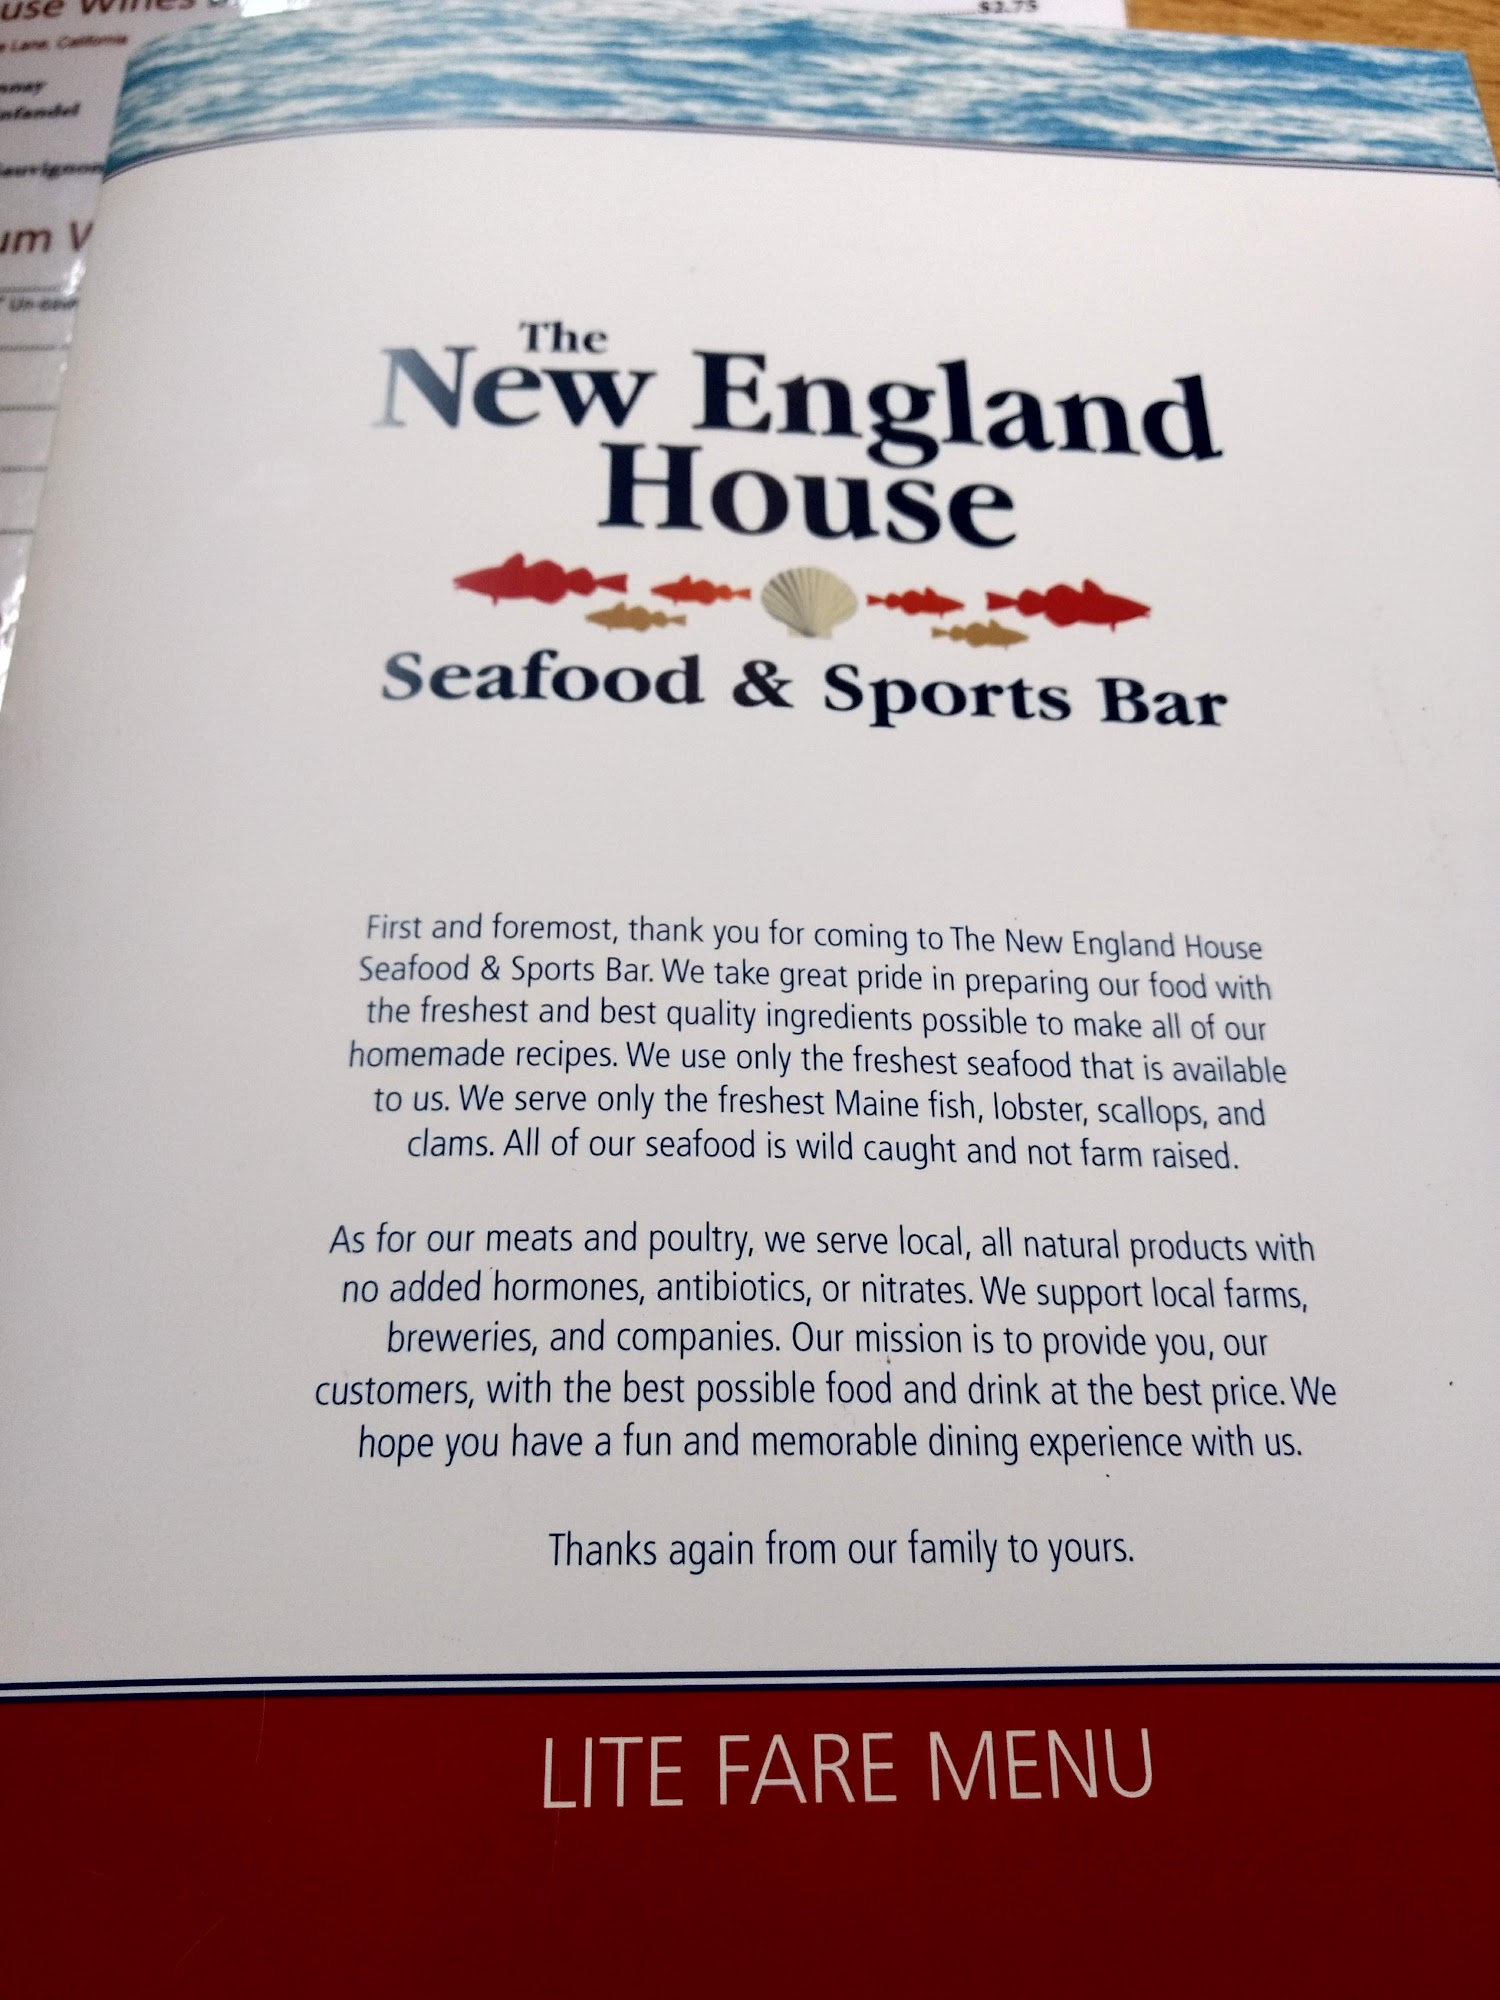 $2.75
Lane, California
The
New England
House
Seafood & Sports Bar
First and foremost, thank you for coming to The New England House
Seafood & Sports Bar. We take great pride in preparing our food with
the freshest and best quality ingredients possible to make all of our
homemade recipes. We use only the freshest seafood that is available
to us. We serve only the freshest Maine fish, lobster, scallops, and
clams. All of our seafood is wild caught and not farm raised.
As for our meats and poultry, we serve local, all natural products with
no added hormones, antibiotics, or nitrates. We support local farms,
breweries, and companies. Our mission is to provide you, our
customers, with the best possible food and drink at the best price. We
hope you have a fun and memorable dining experience with us.
Thanks again from our family to yours.
LITE FARE MENU